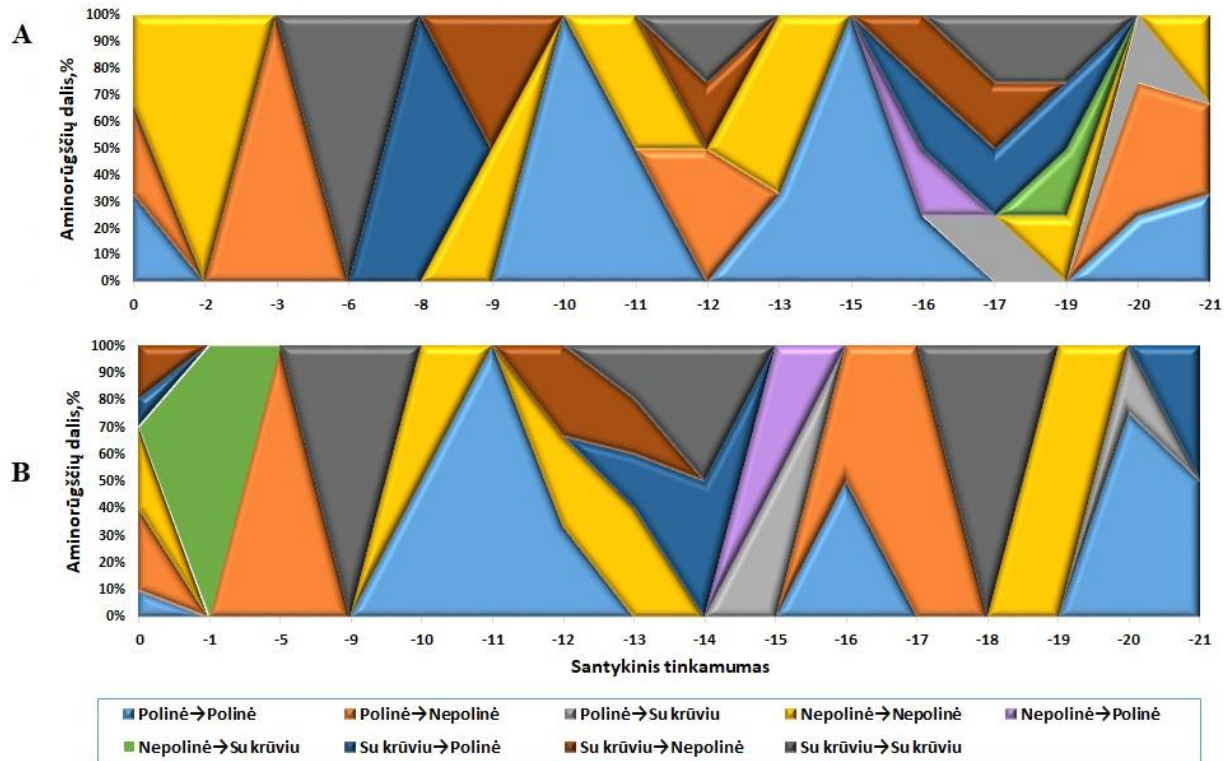 A
Aminorūgščių dalis,%
100%
90%
80%
70%
60%
50%
40%
30%
20%
10%
0%
0 -2 -3 -6 -8 -9 -10 -11 -12 -13 -15 -16 -17 -19 -20 -21
B
Aminorūgščių dalis,%
100%
90%
80%
70%
60%
50%
40%
30%
20%
10%
0%
0 -1 -5 -9 -10 -11 -12 -13 -14 -15 -16 -17 -18 -19 -20 -21
Santykinis tinkamumas
Polinė→Polinė Polinė→Nepolinė Polinė→Su krūviu Nepolinė→Nepolinė Nepolinė→Polinė
Nepolinė→Su krūviu Su krūviu→Polinė Su krūviu→Nepolinė Su krūviu→Su krūviu